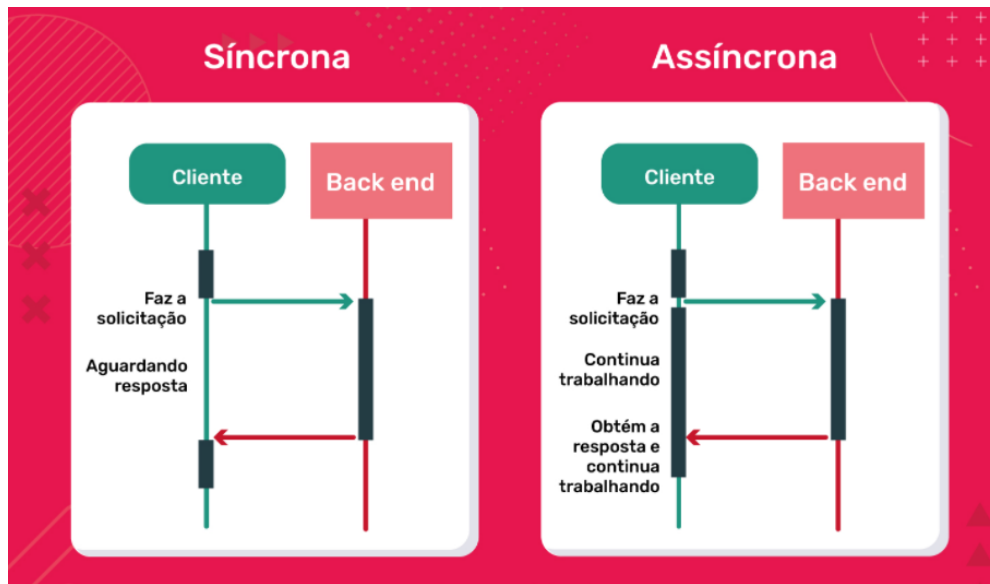 Síncrona
Cliente
Back end
Faz a
solicitação
Aguardando
resposta
Assíncrona
Cliente
Back end
Faz a
solicitação
Continua
trabalhando
Obtém a
resposta e
continua
trabalhando